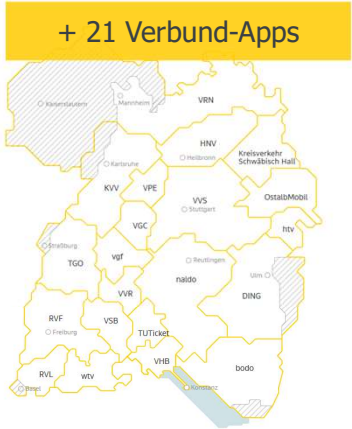 + 21 Verbund-Apps
Kaiserslautern
Mannheim
VRN
HNV
Heilbronn
Kreisverkehr
Schwäbisch Hall
Karlsruhe
KVV
VPE
VVS
Stuttgart
OstalbMobil
VGC
htv
Straßburg
TGO
vgf
Reutlingen
Ulm
naldo
VVR
DING
RVF
Freiburg
VSB
TUTicket
VHB
bodo
RVL
wtv
Basel
Konstanz